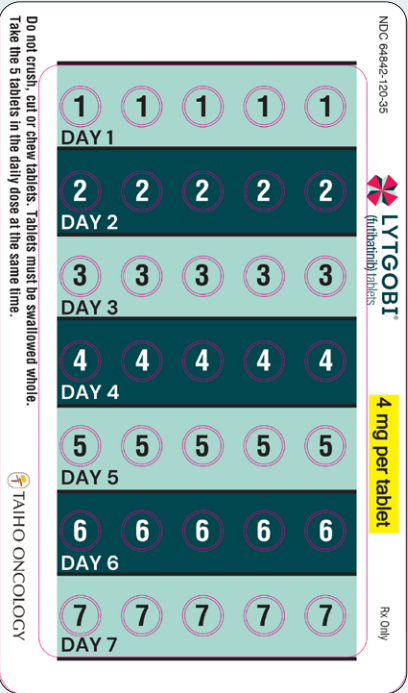 NDC 64842-120-35
LYTGOBI®
(futibatinib) tablets
4 mg per tablet
Rx Only
1 1 1 1 1
DAY 1
2 2 2 2 2
DAY 2
3 3 3 3 3
DAY 3
4 4 4 4 4
DAY 4
5 5 5 5 5
DAY 5
6 6 6 6 6
DAY 6
7 7 7 7 7
DAY 7
Do not crush, cut or chew tablets. Tablets must be swallowed whole.
Take the 5 tablets in the daily dose at the same time.
TAIHO ONCOLOGY